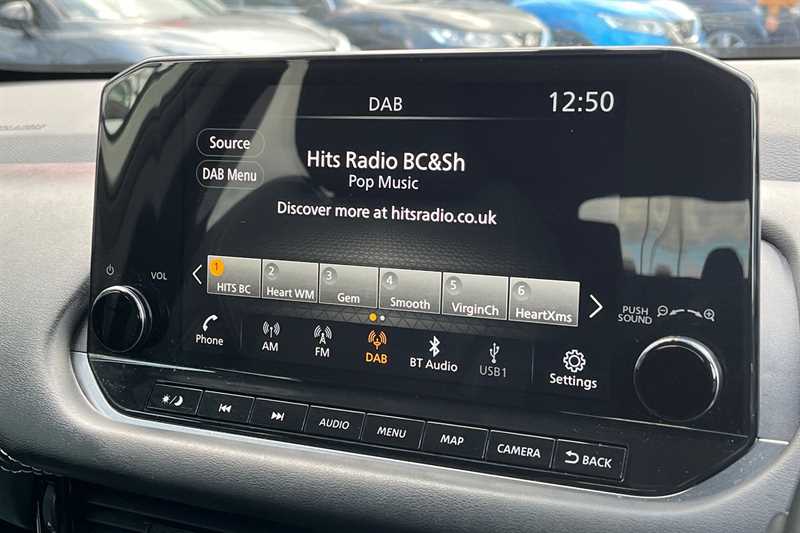 DAB
12:50
Source
DAB Menu
Hits Radio BC&Sh
Pop Music
Discover more at hitsradio.co.uk
1 HITS BC
2 Heart WM
3 Gem
4 Smooth
5 VirginCh
6 HeartXms
VOL
PUSH
SOUND
Phone
AM
FM
DAB
BT Audio
USB1
Settings
AUDIO
MENU
MAP
CAMERA
BACK